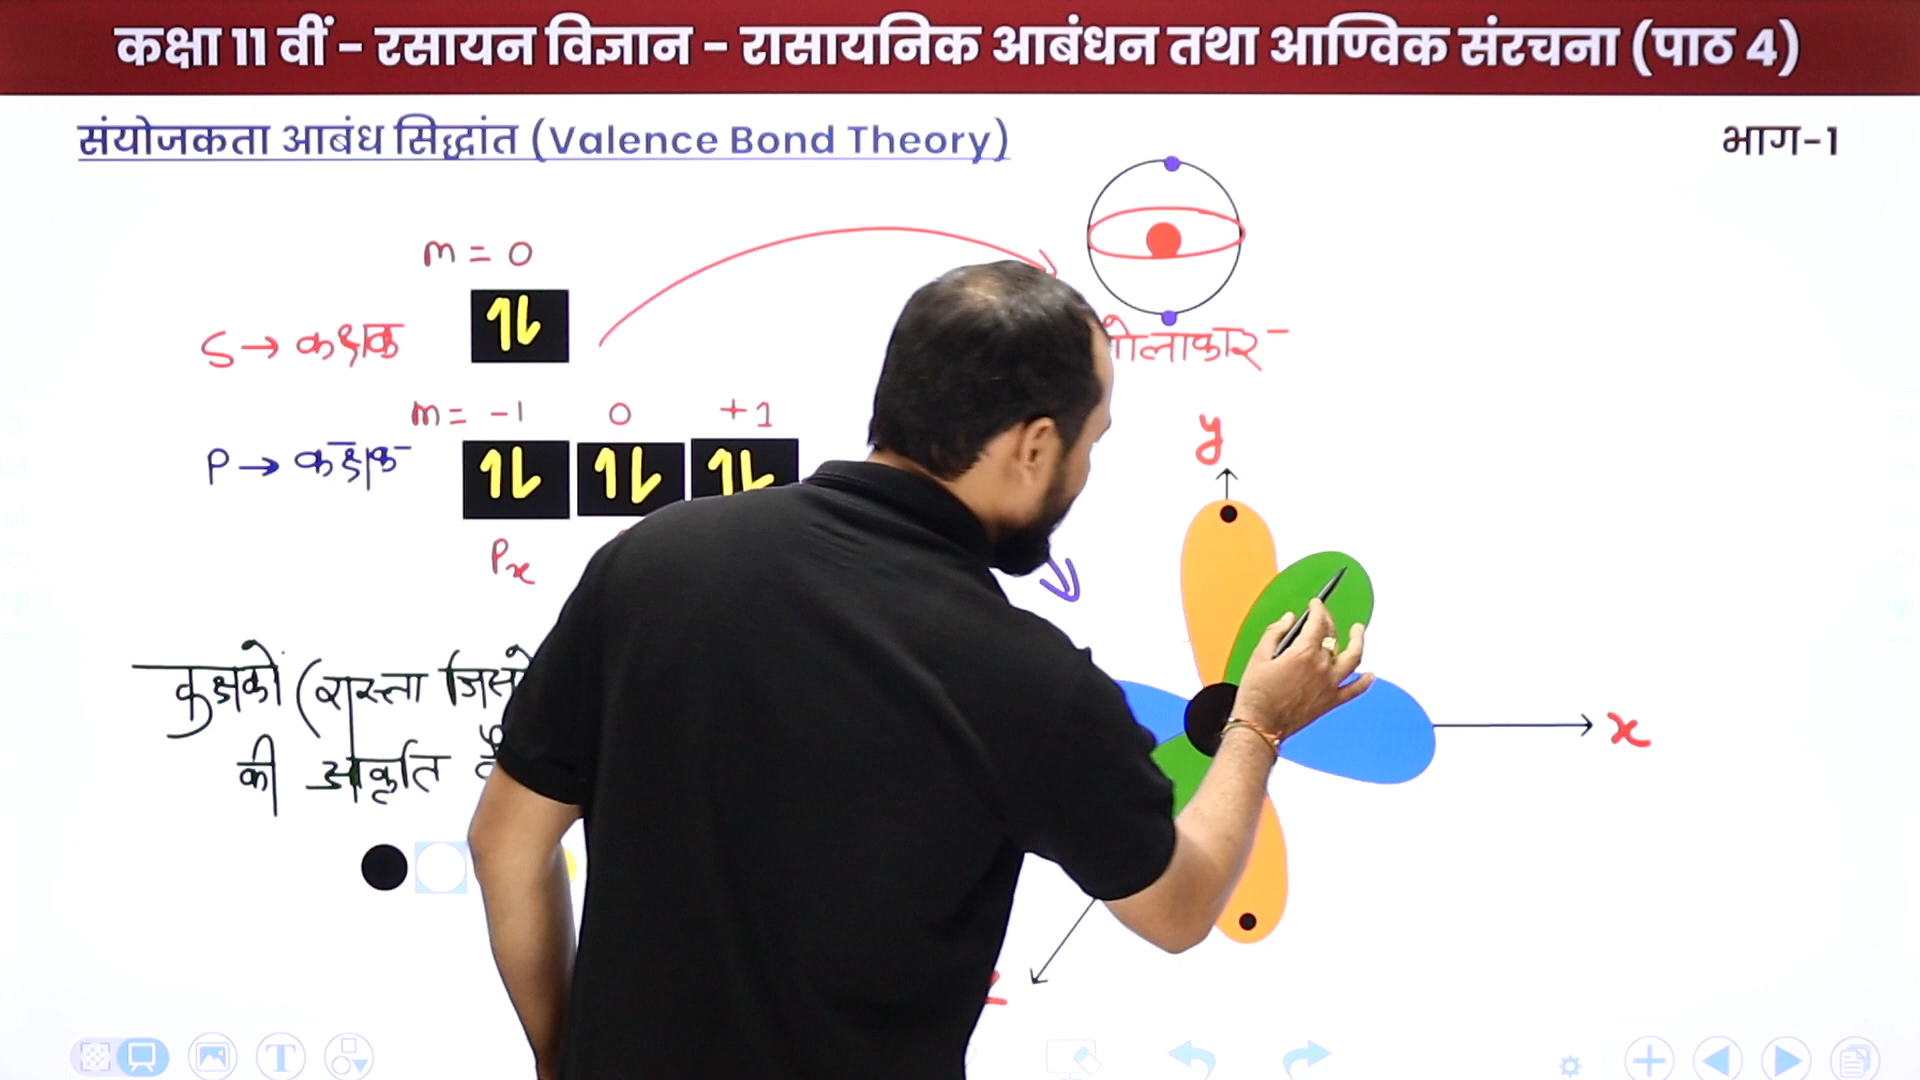 कक्षा 11 वीं - रसायन विज्ञान - रासायनिक आबंधन तथा आण्विक संरचना (पाठ 4)
संयोजकता आबंध सिद्धांत (Valence Bond Theory)
भाग-1
m = 0
S → कक्षक
गोलाकार
m = -1 0 +1
P → कक्षक
Px
y
x
z
(रास्ता
की आकृति
T